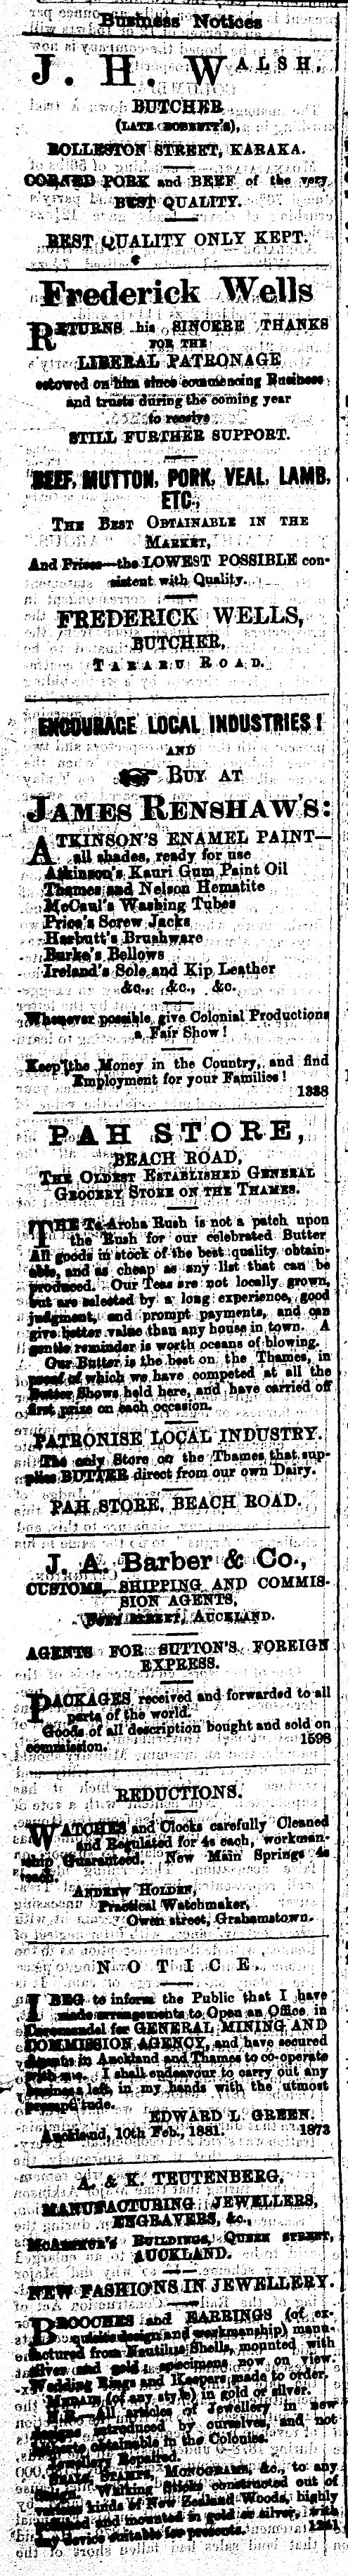 Business Notices
J. H. WALSH,
BUTCHER
(LATE BOBBETT'S),
ROLLESTON STREET, KARAKA.
CORNED PORK and BEEF of the very
BEST QUALITY.
BEST QUALITY ONLY KEPT.
Frederick Wells
RETURNS his SINCERE THANKS
FOR THE
LIBERAL PATRONAGE
estowed on him since commencing Business
and trusts during the coming year
to receive
STILL FURTHER SUPPORT.
BEEF, MUTTON, PORK, VEAL, LAMB,
ETC.,
THE BEST OBTAINABLE IN THE
MARKET,
And Prices—the LOWEST POSSIBLE con-
sistent with Quality.
FREDERICK WELLS,
BUTCHER,
TARARU ROAD.
ENCOURAGE LOCAL INDUSTRIES!
AND
BUY AT
JAMES RENSHAW'S:
ATKINSON'S ENAMEL PAINT—
all shades, ready for use
Atkinson's Kauri Gum Paint Oil
Thames and Nelson Hematite
McCaul's Washing Tubes
Price's Screw Jacks
Harbutt's Brushware
Burke's Bellows
Ireland's Sole and Kip Leather
&c., &c., &c.
Whenever possible give Colonial Productions
a Fair Show!
Keep the Money in the Country, and find
Employment for your Families!
1338
PAH STORE,
BEACH ROAD,
THE OLDEST ESTABLISHED GENERAL
GROCERY STORE ON THE THAMES.
THE Te Aroha Rush is not a patch upon
the Rush for our celebrated Butter
All goods in stock of the best quality obtain-
able, and as cheap as any list that can be
produced. Our Teas are not locally grown,
but are selected by a long experience, good
judgment, and prompt payments, and can
give better value than any house in town. A
gentle reminder is worth oceans of blowing.
Our Butter is the best on the Thames, in
proof of which we have competed at all the
Butter Shows held here, and have carried off
first prize on each occasion.
PATRONISE LOCAL INDUSTRY.
The only Store on the Thames that sup-
plies BUTTER direct from our own Dairy.
PAH STORE, BEACH ROAD.
J. A. Barber & Co.,
CUSTOMS, SHIPPING AND COMMIS-
SION AGENTS,
STREET, AUCKLAND.
AGENTS FOR SUTTON'S FOREIGN
EXPRESS.
PACKAGES received and forwarded to all
parts of the world.
Goods of all description bought and sold on
commission. 1598
REDUCTIONS.
WATCHES and Clocks carefully Cleaned
and Regulated for 4s each, workman-
ship Guaranteed. New Main Springs 4s
each.
ANDREW HOLDEN,
Practical Watchmaker,
Owen street, Grahamstown.
NOTICE.
I BEG to inform the Public that I have
made arrangements to Open an Office in
Coromandel for GENERAL MINING AND
COMMISSION AGENCY, and have secured
Agents in Auckland and Thames to co-operate
with me. I shall endeavour to carry out any
business left in my hands with the utmost
promptitude.
EDWARD L. GREEN
Auckland, 10th Feb., 1881. 1873
A. & K. TEUTENBERG,
MANUFACTURING JEWELLERS,
ENGRAVERS, &c.,
McARTHUR'S BUILDINGS, QUEEN STREET,
AUCKLAND.
NEW FASHIONS IN JEWELLERY.
BROOCHES and EARRINGS (of ex-
quisite design and workmanship) manu-
factured from Nautilus Shells, mounted with
silver and gold; specimens now on view.
Wedding Rings and Keepers made to order.
MEDALS (of any style) in gold or silver.
N.B.—All articles of Jewellery in new
designs introduced by ourselves, and not
obtainable in the Colonies.
Jewellery Repaired.
SEALS, STAMPS, MONOGRAMS, &c., to any
design. Walking Sticks constructed out of
various kinds of New Zealand Woods, highly
polished and mounted in gold or silver, with
any device suitable for presents. 1241